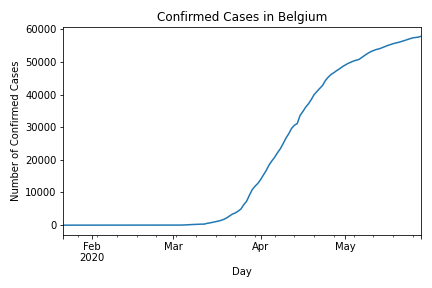 Confirmed Cases in Belgium
60000
50000
40000
30000
20000
10000
0
Number of Confirmed Cases
Feb
2020
Mar
Apr
May
Day